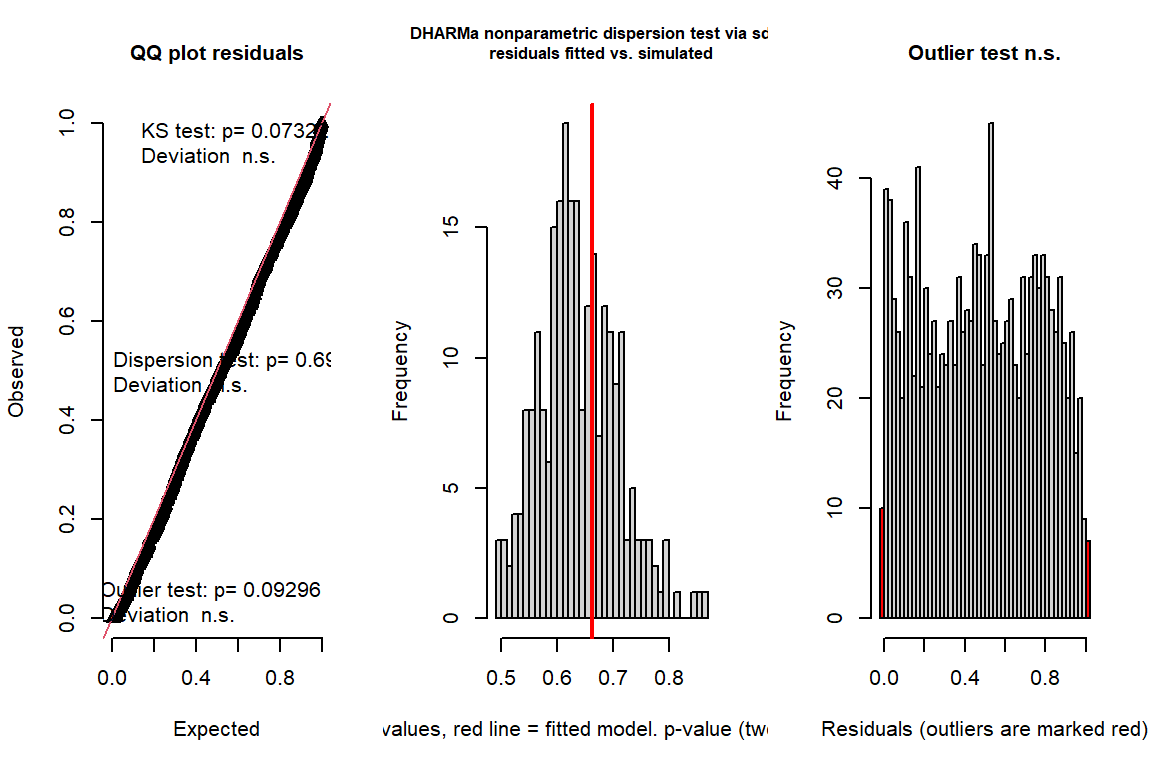 QQ plot residuals
KS test: p= 0.0732
Deviation n.s.
Dispersion test: p= 0.69
Deviation n.s.
Outlier test: p= 0.09296
Deviation n.s.
Observed
0.0 0.2 0.4 0.6 0.8 1.0
0.0 0.4 0.8
Expected
DHARMa nonparametric dispersion test via sd
residuals fitted vs. simulated
Frequency
0 5 10 15
0.5 0.6 0.7 0.8
values, red line = fitted model. p-value (two
Outlier test n.s.
Frequency
0 10 20 30 40
0.0 0.4 0.8
Residuals (outliers are marked red)